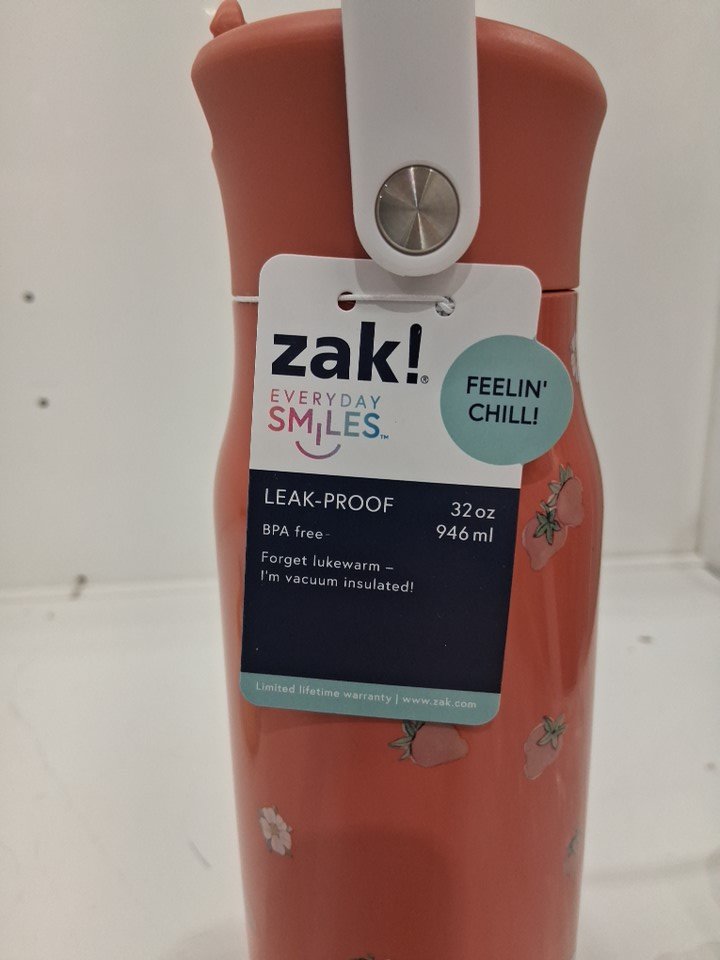 zak!®
EVERYDAY
SMILES™
FEELIN'
CHILL!
LEAK-PROOF
32 oz
946 ml
BPA free
Forget lukewarm –
I'm vacuum insulated!
Limited lifetime warranty | www.zak.com